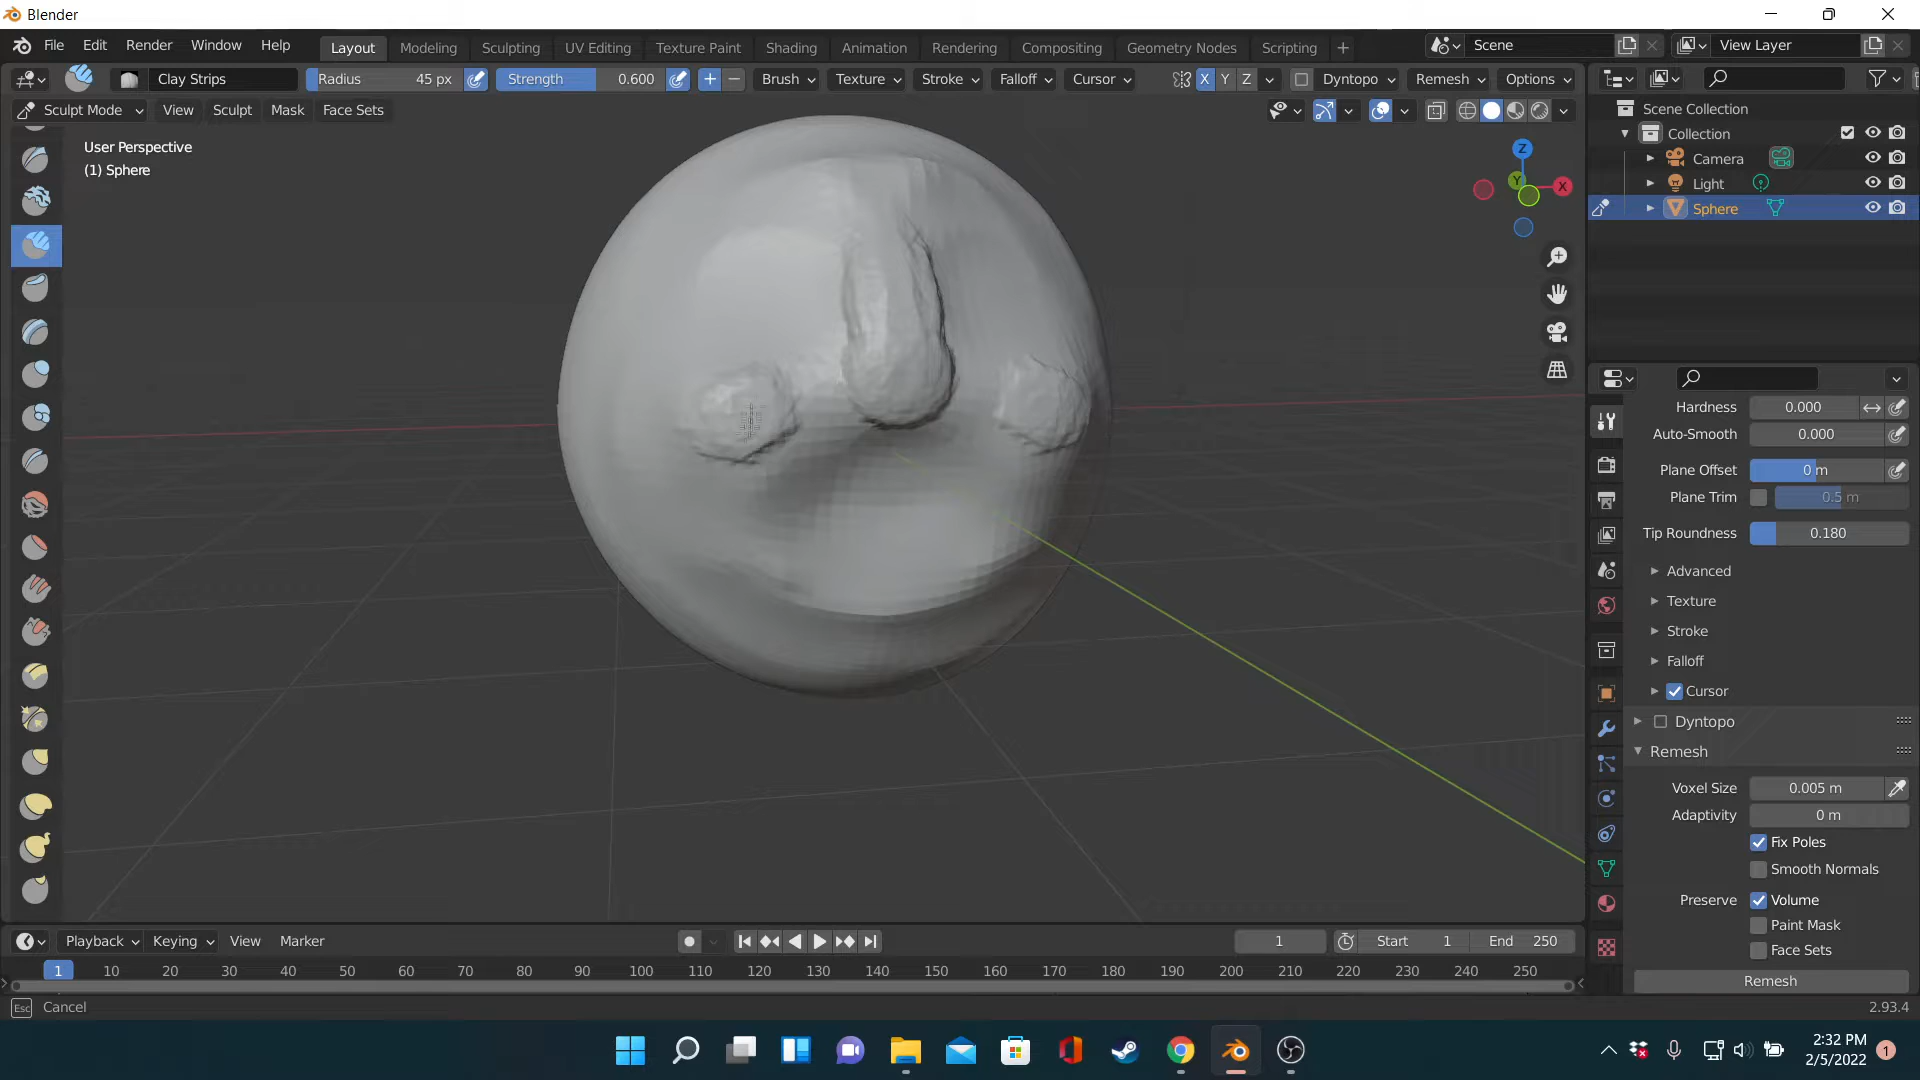 Blender
File Edit Render Window Help Layout Modeling Sculpting UV Editing Texture Paint Shading Animation Rendering Compositing Geometry Nodes Scripting + Scene View Layer
Clay Strips Radius 45 px Strength 0.600 Brush Texture Stroke Falloff Cursor X Y Z Dyntopo Remesh Options
Sculpt Mode View Sculpt Mask Face Sets
Scene Collection
Collection
Camera
Light
Sphere
User Perspective
(1) Sphere
Z
Y
X
Hardness 0.000
Auto-Smooth 0.000
Plane Offset 0 m
Plane Trim 0.5 m
Tip Roundness 0.180
Advanced
Texture
Stroke
Falloff
Cursor
Dyntopo
Remesh
Voxel Size 0.005 m
Adaptivity 0 m
Fix Poles
Smooth Normals
Preserve Volume
Paint Mask
Face Sets
Remesh
Playback Keying View Marker 1 Start 1 End 250
1 10 20 30 40 50 60 70 80 90 100 110 120 130 140 150 160 170 180 190 200 210 220 230 240 250
Esc Cancel 2.93.4
2:32 PM
2/5/2022
1